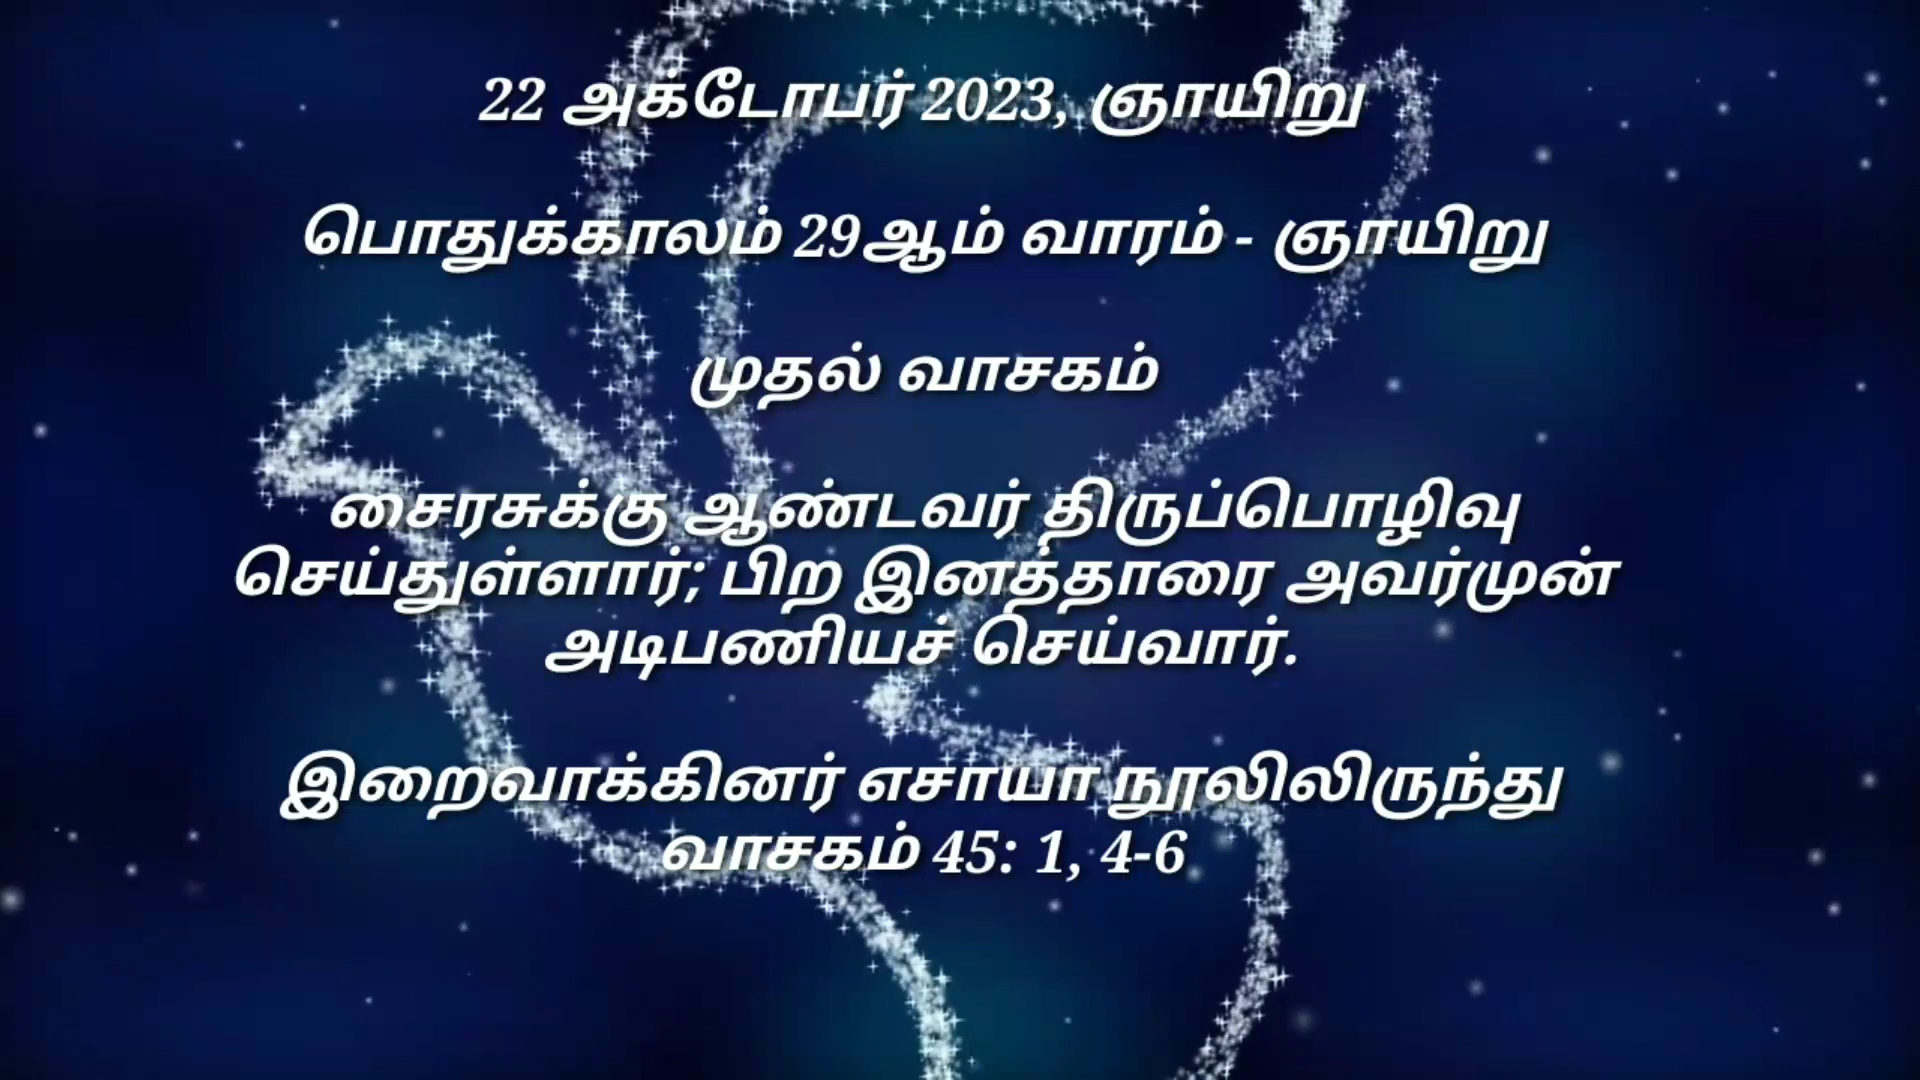 22 அக்டோபர் 2023, ஞாயிறு
பொதுக்காலம் 29ஆம் வாரம் - ஞாயிறு
முதல் வாசகம்
சைரசுக்கு ஆண்டவர் திருப்பொழிவு
செய்துள்ளார்; பிற இனத்தாரை அவர்முன்
அடிபணியச் செய்வார்.
இறைவாக்கினர் எசாயா நூலிலிருந்து
வாசகம் 45: 1, 4-6